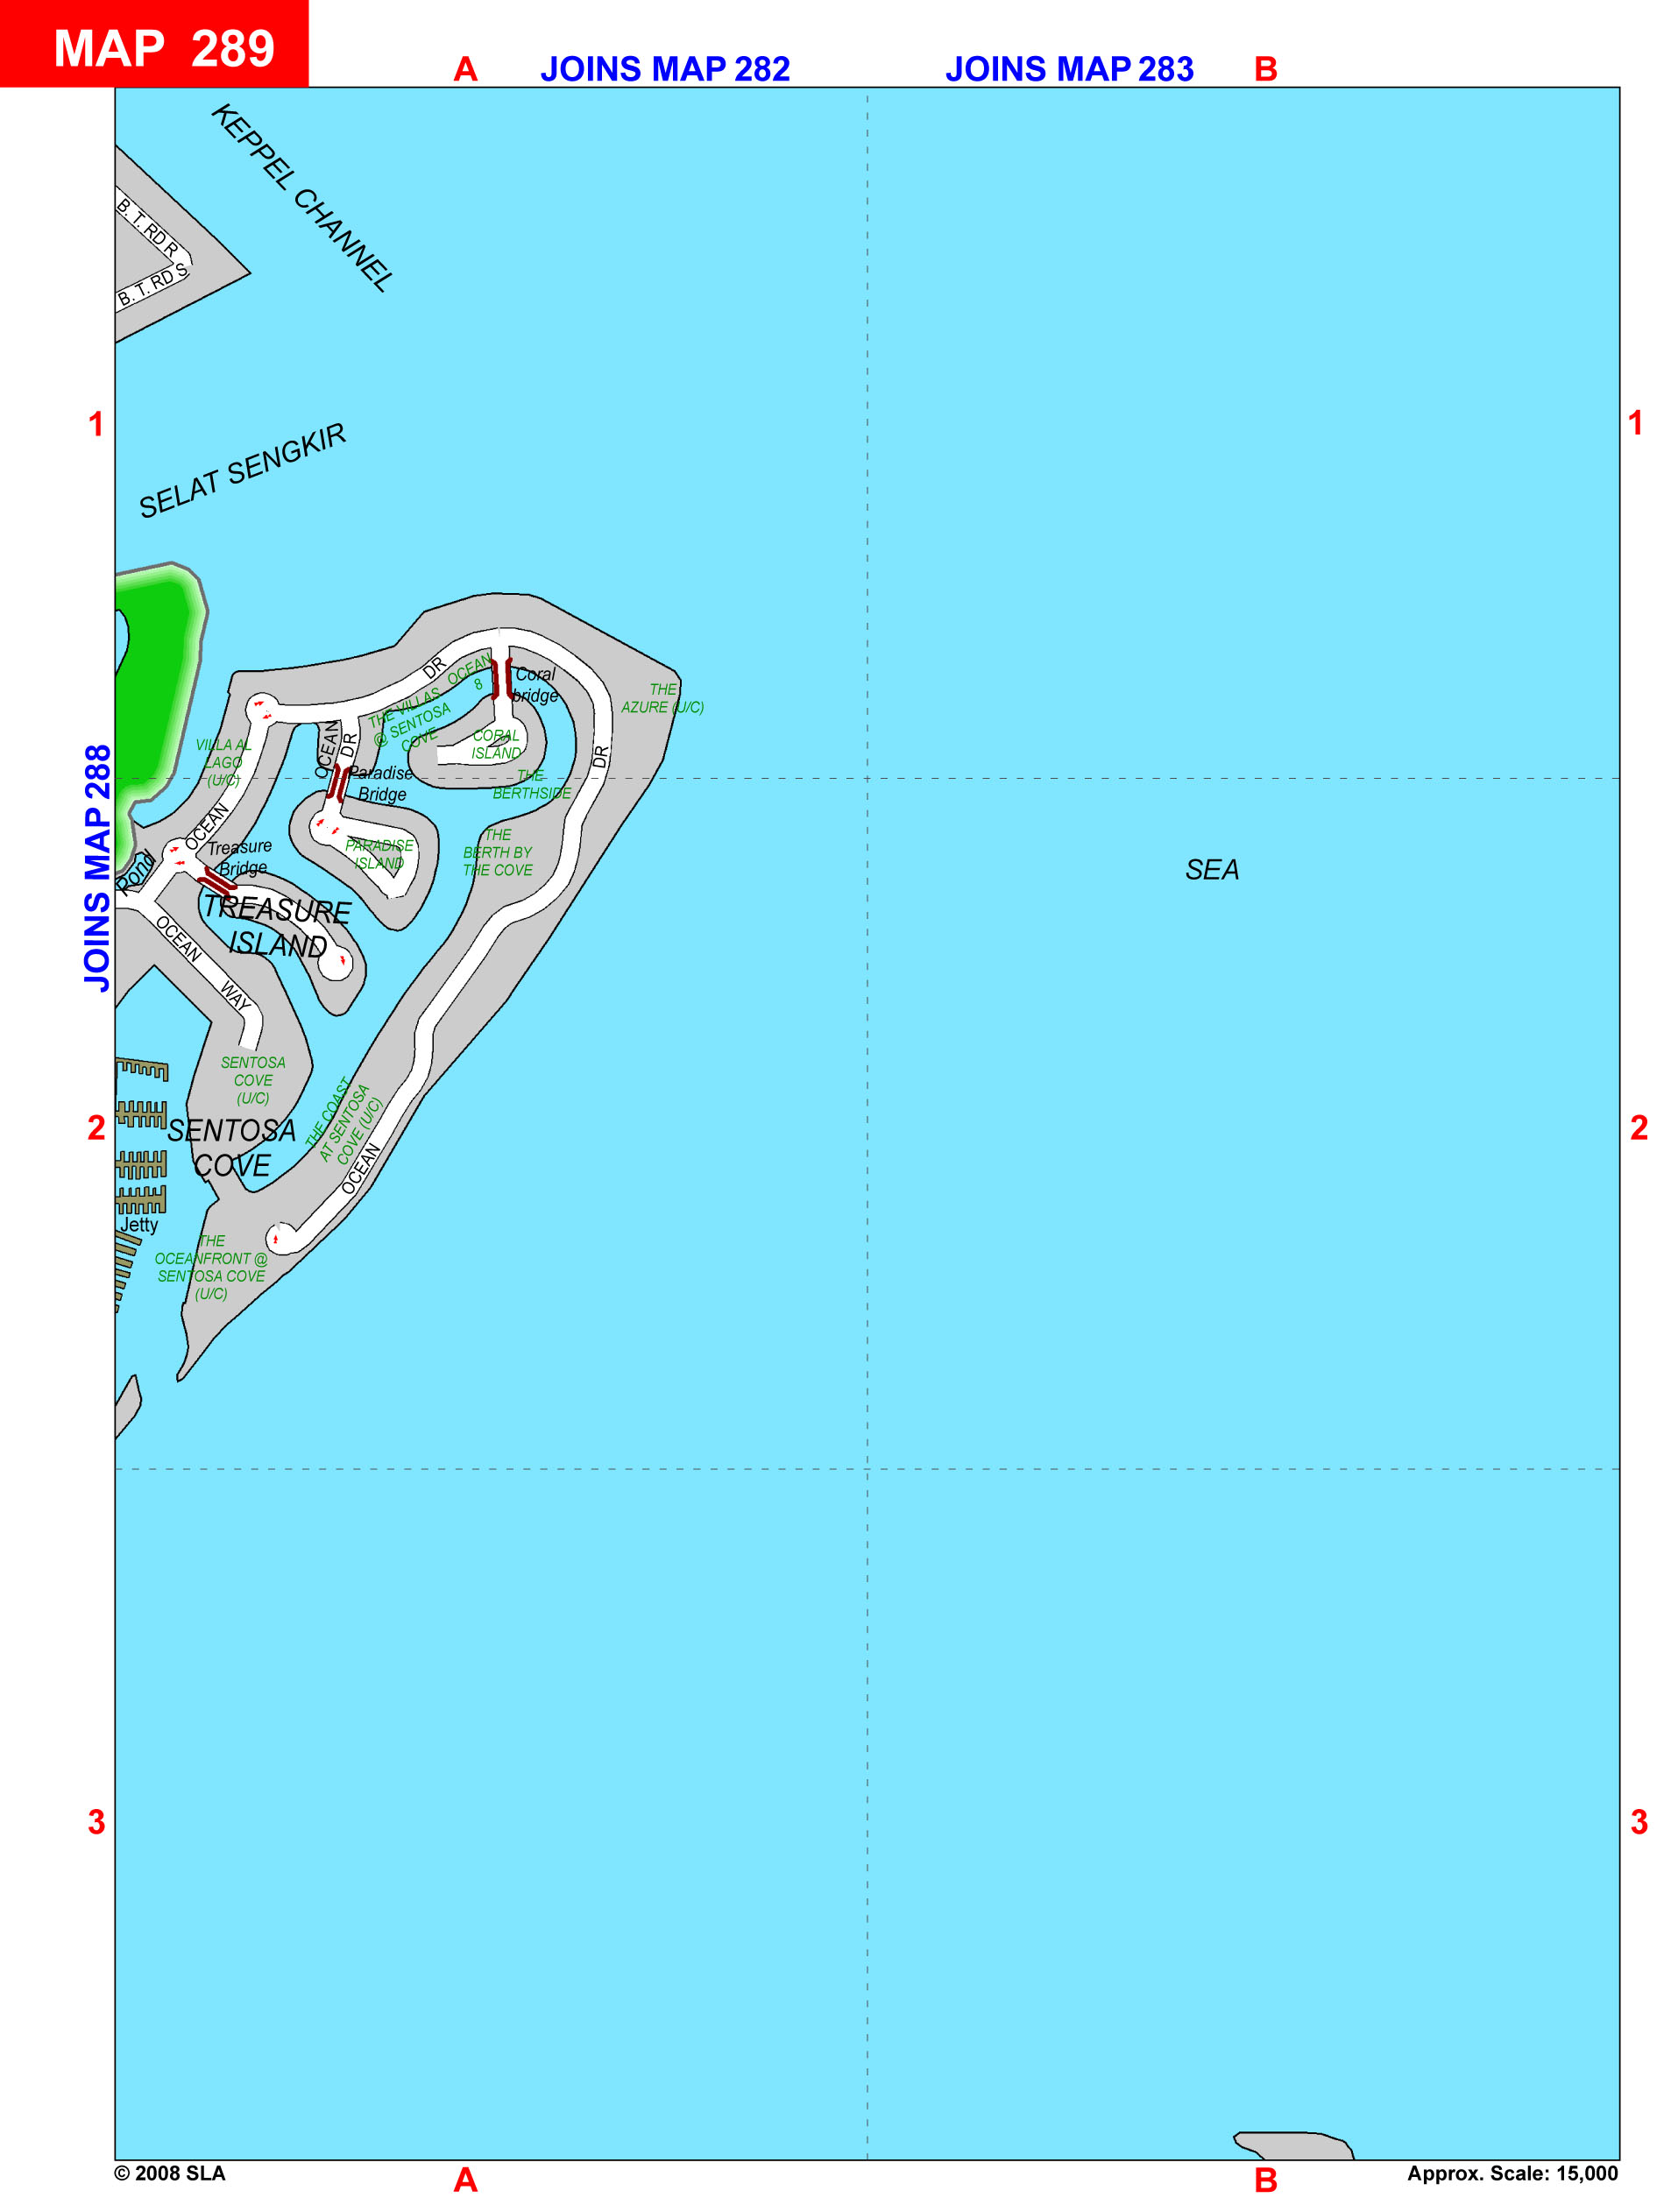 MAP 289
A
JOINS MAP 282
JOINS MAP 283
B
KEPPEL CHANNEL
B. T. RD R
B. T. RD S
1
1
SELAT SENGKIR
DR
OCEAN
8
Coral
bridge
THE
AZURE (U/C)
THE VILLAS
@ SENTOSA
COVE
OCEAN
DR
CORAL
ISLAND
VILLA AL
LAGO
(U/C)
DR
Paradise
Bridge
THE
BERTHSIDE
JOINS MAP 288
OCEAN
Treasure
Bridge
PARADISE
ISLAND
THE
BERTH BY
THE COVE
Pond
SEA
TREASURE
ISLAND
OCEAN
WAY
SENTOSA
COVE
(U/C)
THE COAST
AT SENTOSA
COVE (U/C)
2
2
SENTOSA
COVE
OCEAN
Jetty
THE
OCEANFRONT @
SENTOSA COVE
(U/C)
3
3
© 2008 SLA
A
B
Approx. Scale: 15,000